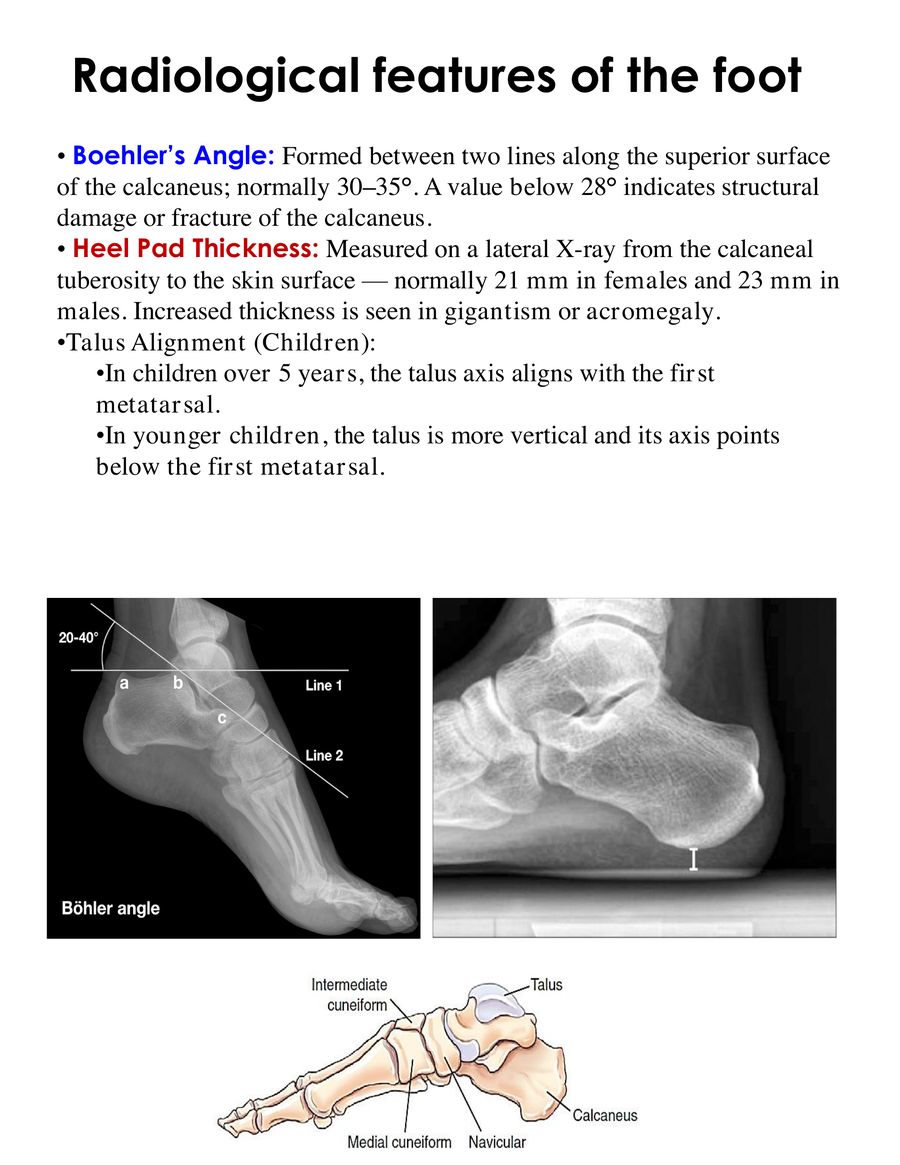 Radiological features of the foot
• Boehler’s Angle: Formed between two lines along the superior surface
of the calcaneus; normally 30–35°. A value below 28° indicates structural
damage or fracture of the calcaneus.
• Heel Pad Thickness: Measured on a lateral X-ray from the calcaneal
tuberosity to the skin surface — normally 21 mm in females and 23 mm in
males. Increased thickness is seen in gigantism or acromegaly.
•Talus Alignment (Children):
•In children over 5 years, the talus axis aligns with the first
metatarsal.
•In younger children, the talus is more vertical and its axis points
below the first metatarsal.
20-40°
a
b
Line 1
c
Line 2
Böhler angle
Intermediate
cuneiform
Talus
Calcaneus
Medial cuneiform
Navicular